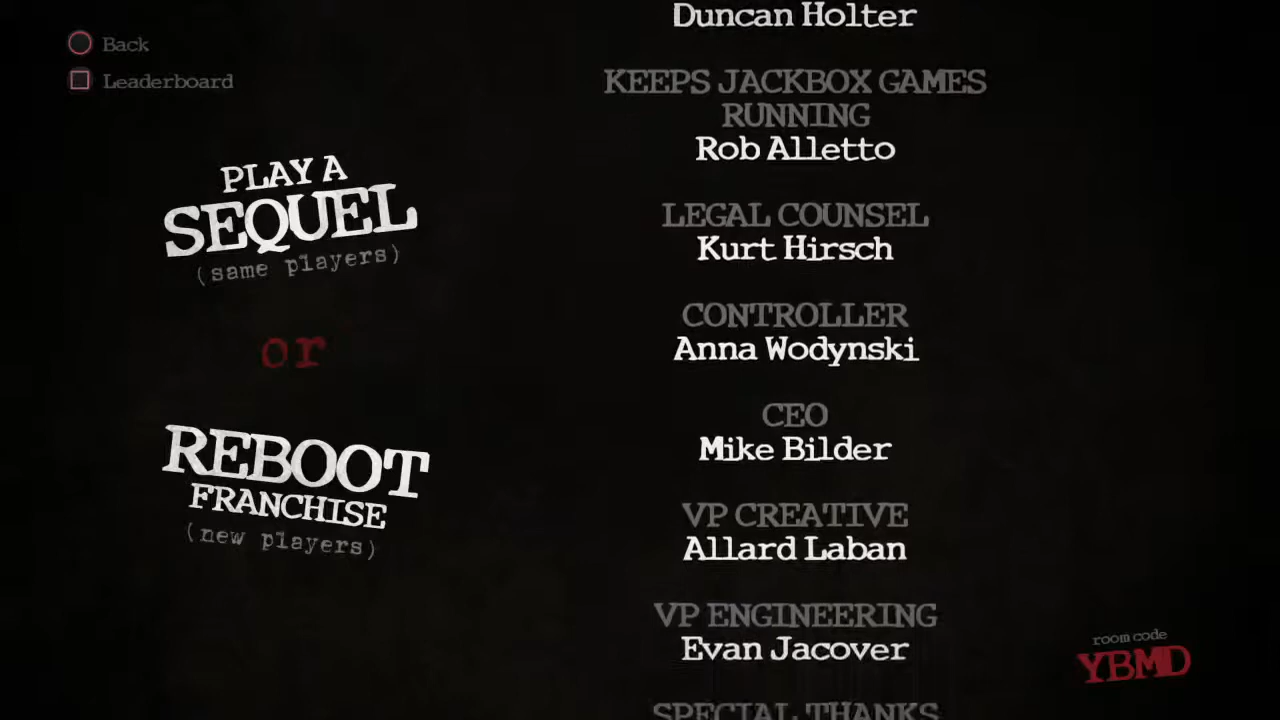 Back
Leaderboard
PLAY A
SEQUEL
(same players)
or
REBOOT
FRANCHISE
(new players)
Duncan Holter
KEEPS JACKBOX GAMES
RUNNING
Rob Alletto
LEGAL COUNSEL
Kurt Hirsch
CONTROLLER
Anna Wodynski
CEO
Mike Bilder
VP CREATIVE
Allard Laban
VP ENGINEERING
Evan Jacover
SPECIAL THANKS
room code
YBMD